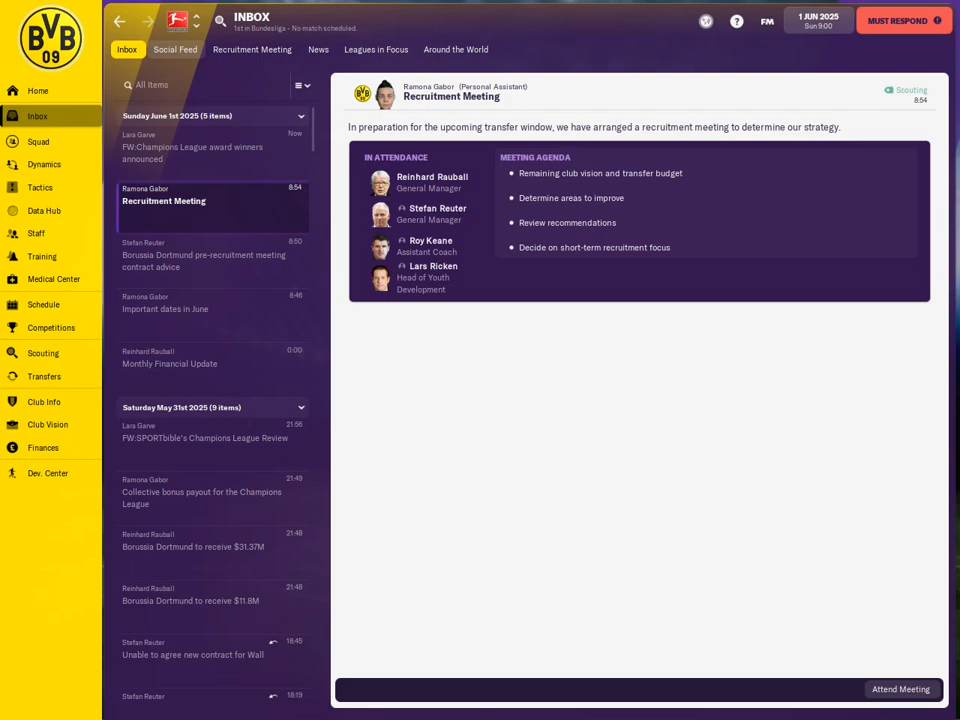 BVB
09
INBOX
1st in Bundesliga - No match scheduled.
?
FM
1 JUN 2025
Sun 9:00
MUST RESPOND
Inbox
Social Feed
Recruitment Meeting
News
Leagues in Focus
Around the World
Home
Inbox
Squad
Dynamics
Tactics
Data Hub
Staff
Training
Medical Center
Schedule
Competitions
Scouting
Transfers
Club Info
Club Vision
Finances
Dev. Center
All Items
Sunday June 1st 2025 (5 items)
Lara Garve
Now
FW:Champions League award winners
announced
Ramona Gabor
8:54
Recruitment Meeting
Stefan Reuter
8:50
Borussia Dortmund pre-recruitment meeting
contract advice
Ramona Gabor
8:46
Important dates in June
Reinhard Rauball
0:00
Monthly Financial Update
Saturday May 31st 2025 (9 items)
Lara Garve
21:56
FW:SPORTbible's Champions League Review
Ramona Gabor
21:49
Collective bonus payout for the Champions
League
Reinhard Rauball
21:48
Borussia Dortmund to receive $31.37M
Reinhard Rauball
21:48
Borussia Dortmund to receive $11.8M
Stefan Reuter
18:45
Unable to agree new contract for Wall
Stefan Reuter
18:19
Ramona Gabor (Personal Assistant)
Recruitment Meeting
Scouting
8:54
In preparation for the upcoming transfer window, we have arranged a recruitment meeting to determine our strategy.
IN ATTENDANCE
Reinhard Rauball
General Manager
Stefan Reuter
General Manager
Roy Keane
Assistant Coach
Lars Ricken
Head of Youth
Development
MEETING AGENDA
Remaining club vision and transfer budget
Determine areas to improve
Review recommendations
Decide on short-term recruitment focus
Attend Meeting